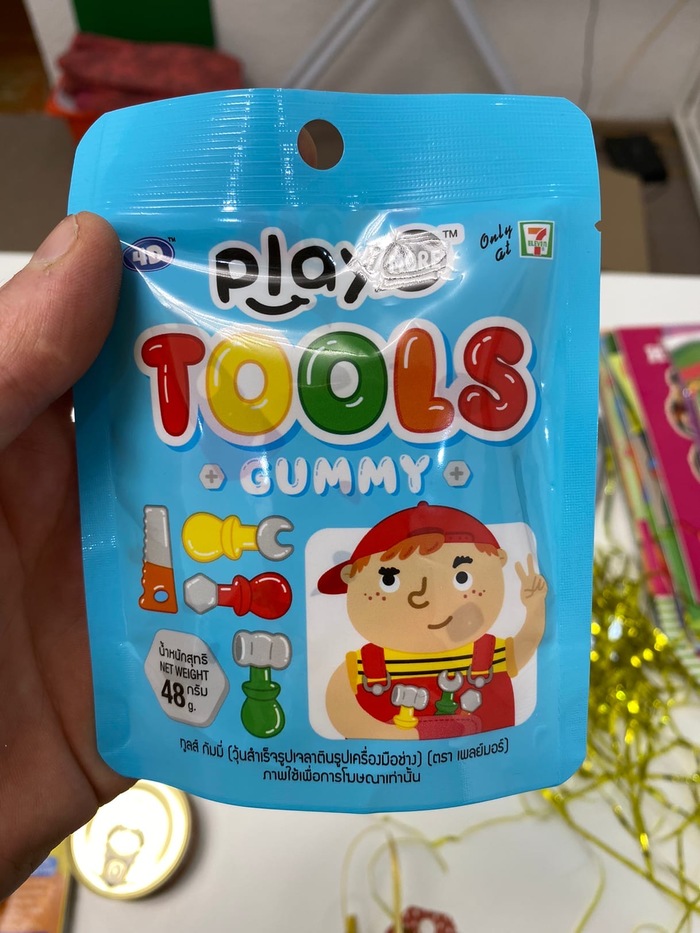 4D™
play more™
Only at
7 ELEVEN
TOOLS
GUMMY
น้ำหนักสุทธิ
NET WEIGHT
48 กรัม
g.
ทูลส์ กัมมี่ (วุ้นสำเร็จรูปเจลาตินรูปเครื่องมือช่าง) (ตรา เพลย์มอร์)
ภาพใช้เพื่อการโฆษณาเท่านั้น